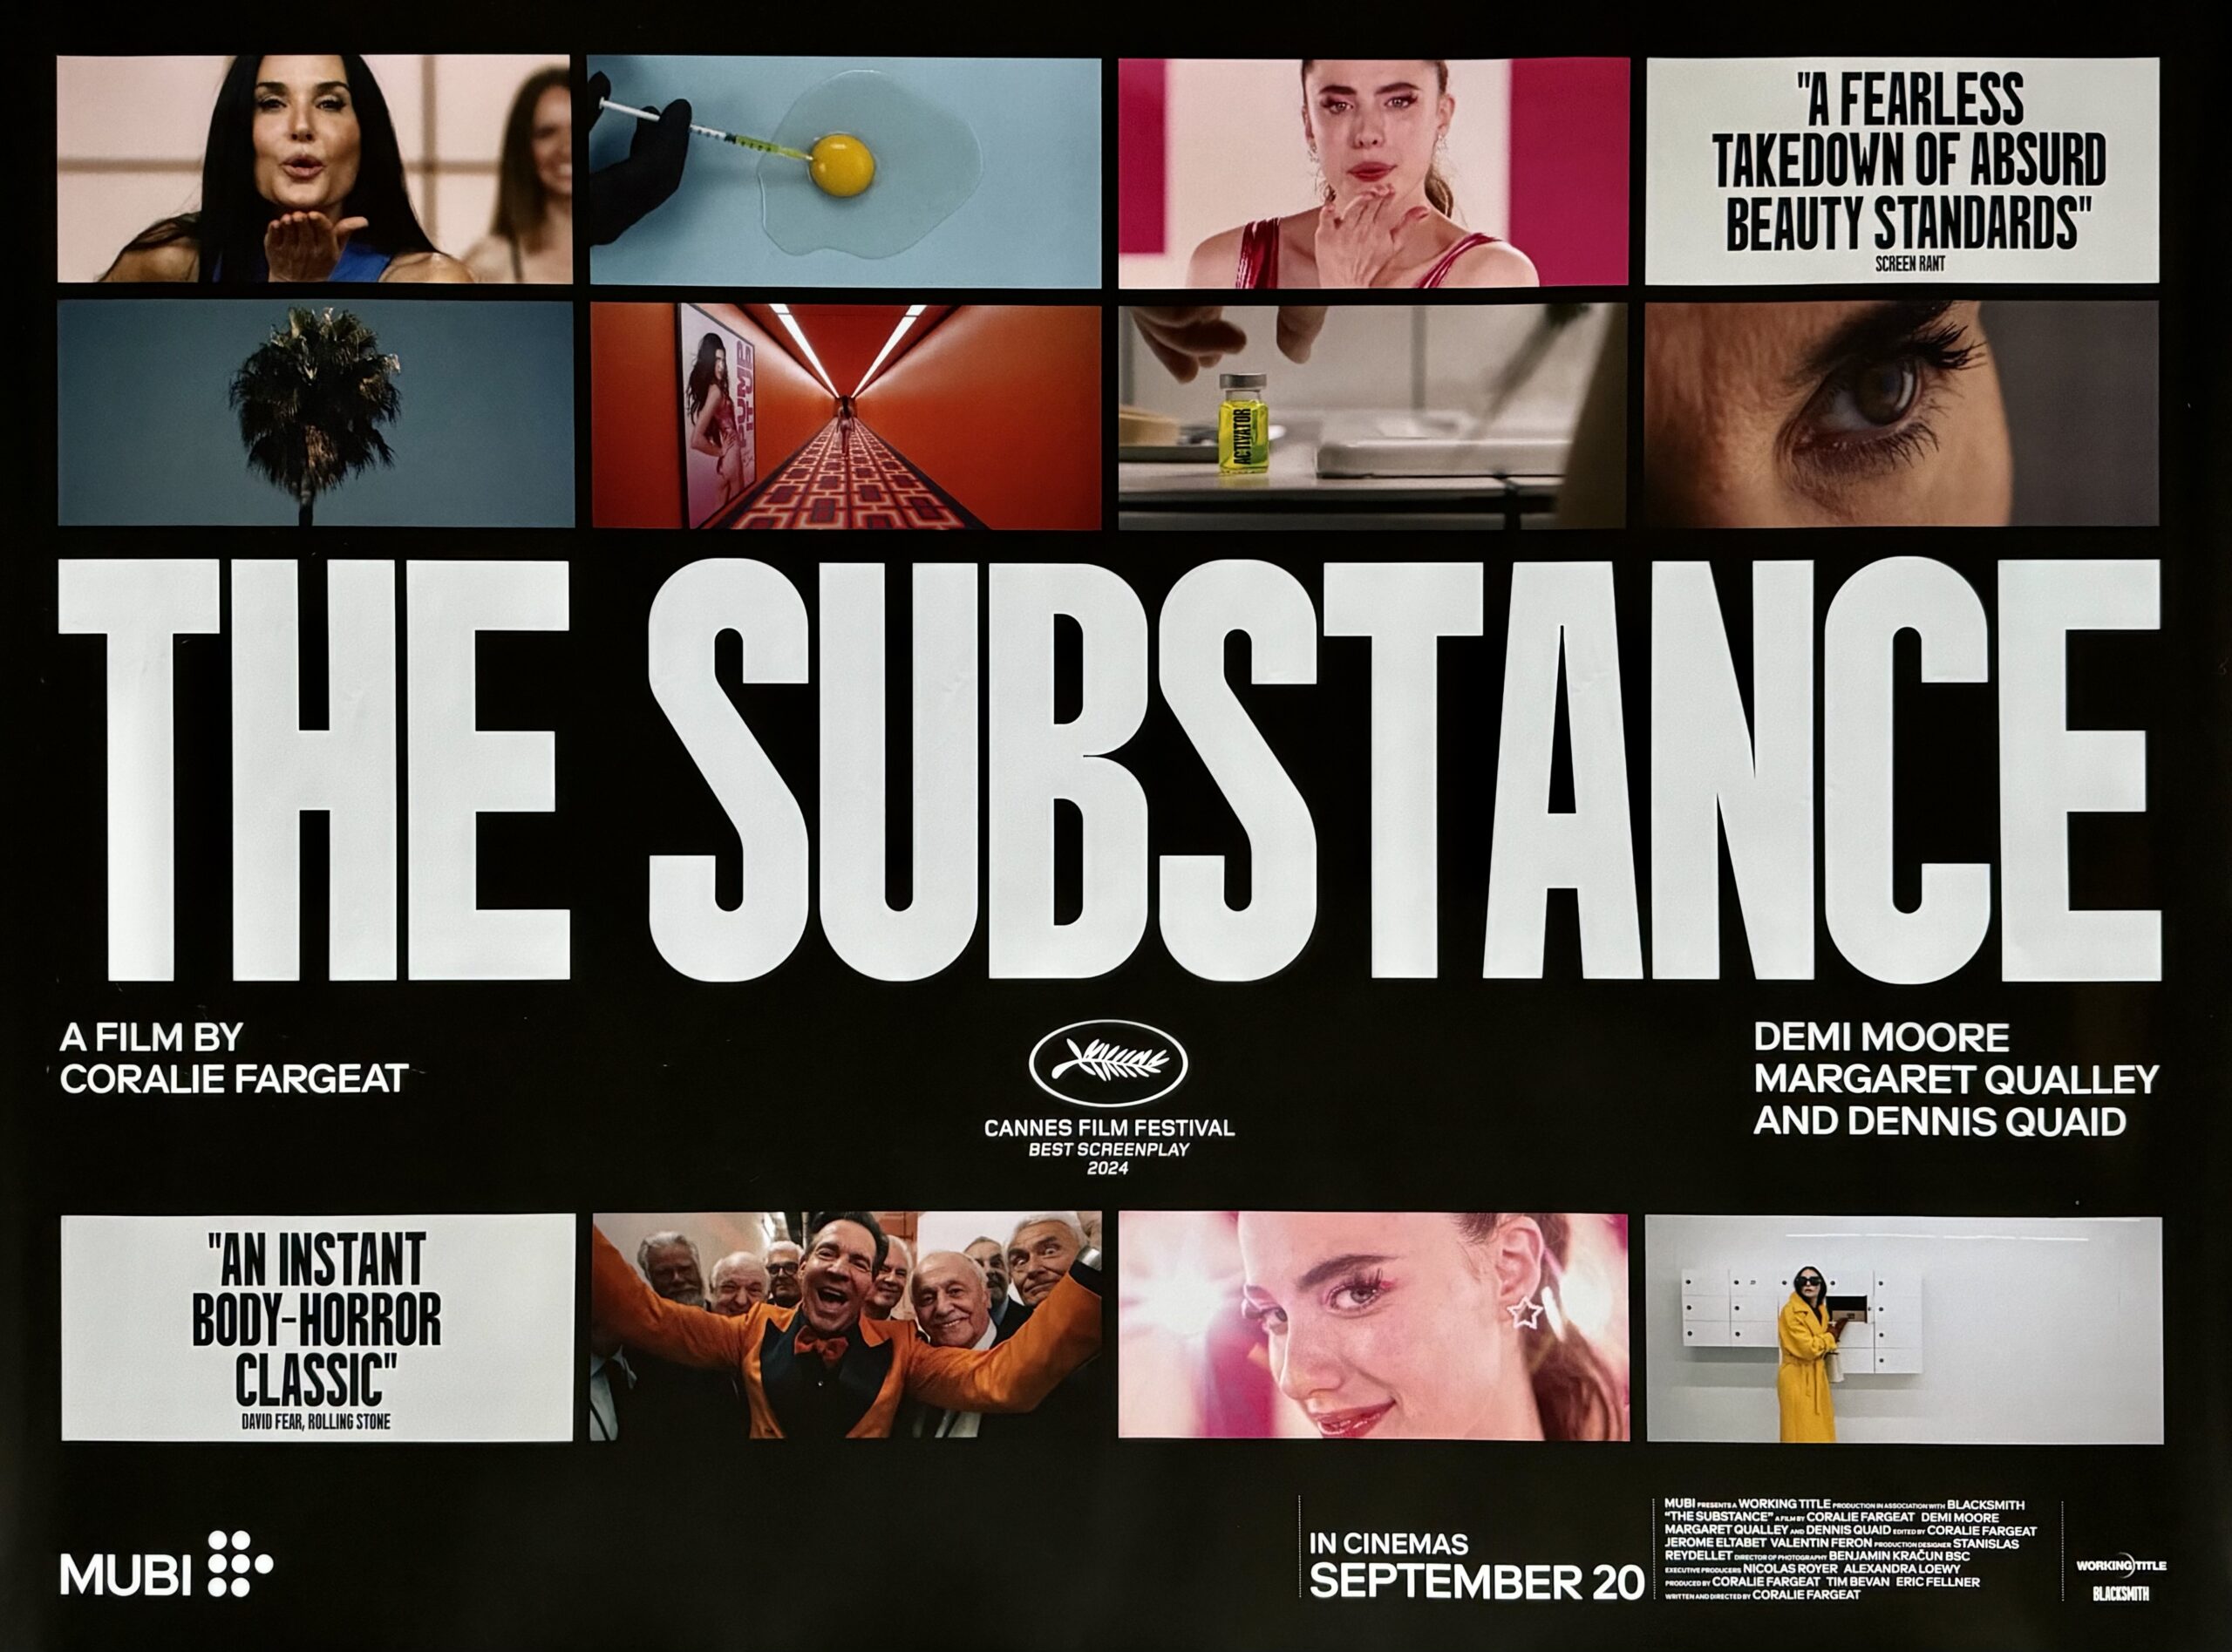 "A FEARLESS
TAKEDOWN OF ABSURD
BEAUTY STANDARDS"
SCREEN RANT
PUMP
IT UP
ACTIVATOR
THE SUBSTANCE
A FILM BY
CORALIE FARGEAT
CANNES FILM FESTIVAL
BEST SCREENPLAY
2024
DEMI MOORE
MARGARET QUALLEY
AND DENNIS QUAID
"AN INSTANT
BODY-HORROR
CLASSIC"
DAVID FEAR, ROLLING STONE
MUBI
IN CINEMAS
SEPTEMBER 20
MUBI PRESENTS A WORKING TITLE PRODUCTION IN ASSOCIATION WITH BLACKSMITH
"THE SUBSTANCE" A FILM BY CORALIE FARGEAT DEMI MOORE
MARGARET QUALLEY AND DENNIS QUAID EDITED BY CORALIE FARGEAT
JEROME ELTABET VALENTIN FERON PRODUCTION DESIGNER STANISLAS
REYDELLET DIRECTOR OF PHOTOGRAPHY BENJAMIN KRAČUN BSC
EXECUTIVE PRODUCERS NICOLAS ROYER ALEXANDRA LOEWY
PRODUCED BY CORALIE FARGEAT TIM BEVAN ERIC FELLNER
WRITTEN AND DIRECTED BY CORALIE FARGEAT
WORKING TITLE
BLACKSMITH